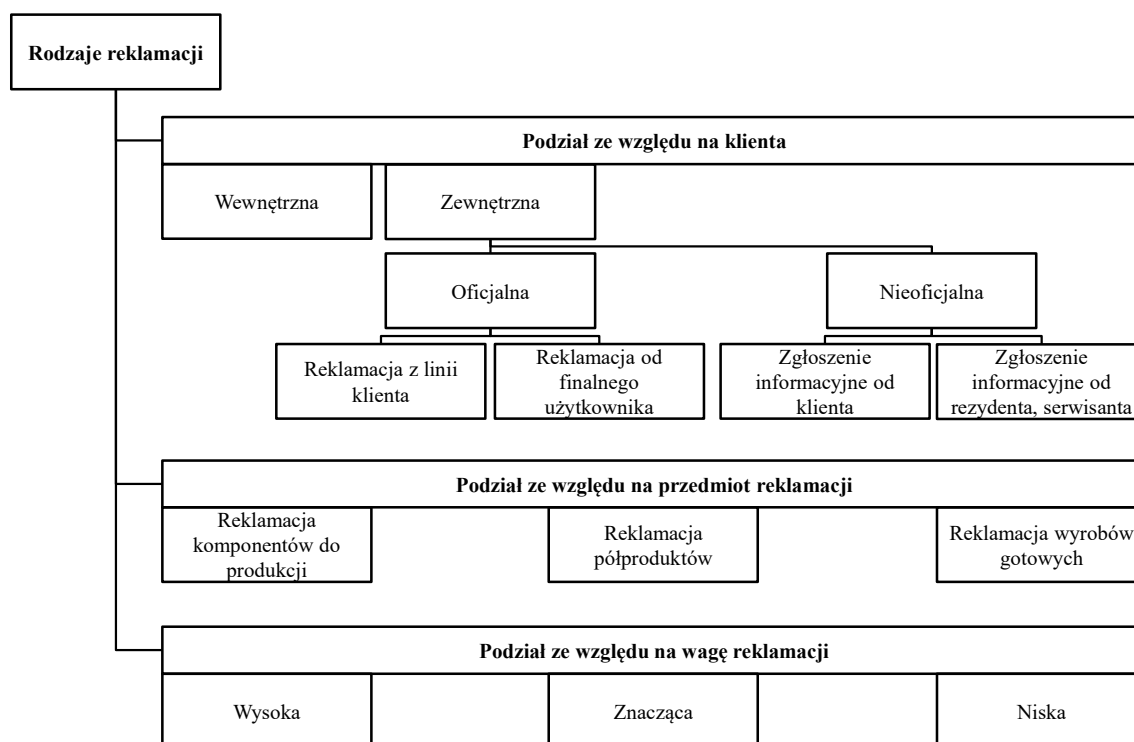 Rodzaje reklamacji
Podział ze względu na klienta
Wewnętrzna
Zewnętrzna
Oficjalna
Nieoficjalna
Reklamacja z linii
klienta
Reklamacja od
finalnego
użytkownika
Zgłoszenie
informacyjne od
klienta
Zgłoszenie
informacyjne od
rezydenta, serwisanta
Podział ze względu na przedmiot reklamacji
Reklamacja
komponentów do
produkcji
Reklamacja
półproduktów
Reklamacja wyrobów
gotowych
Podział ze względu na wagę reklamacji
Wysoka
Znacząca
Niska